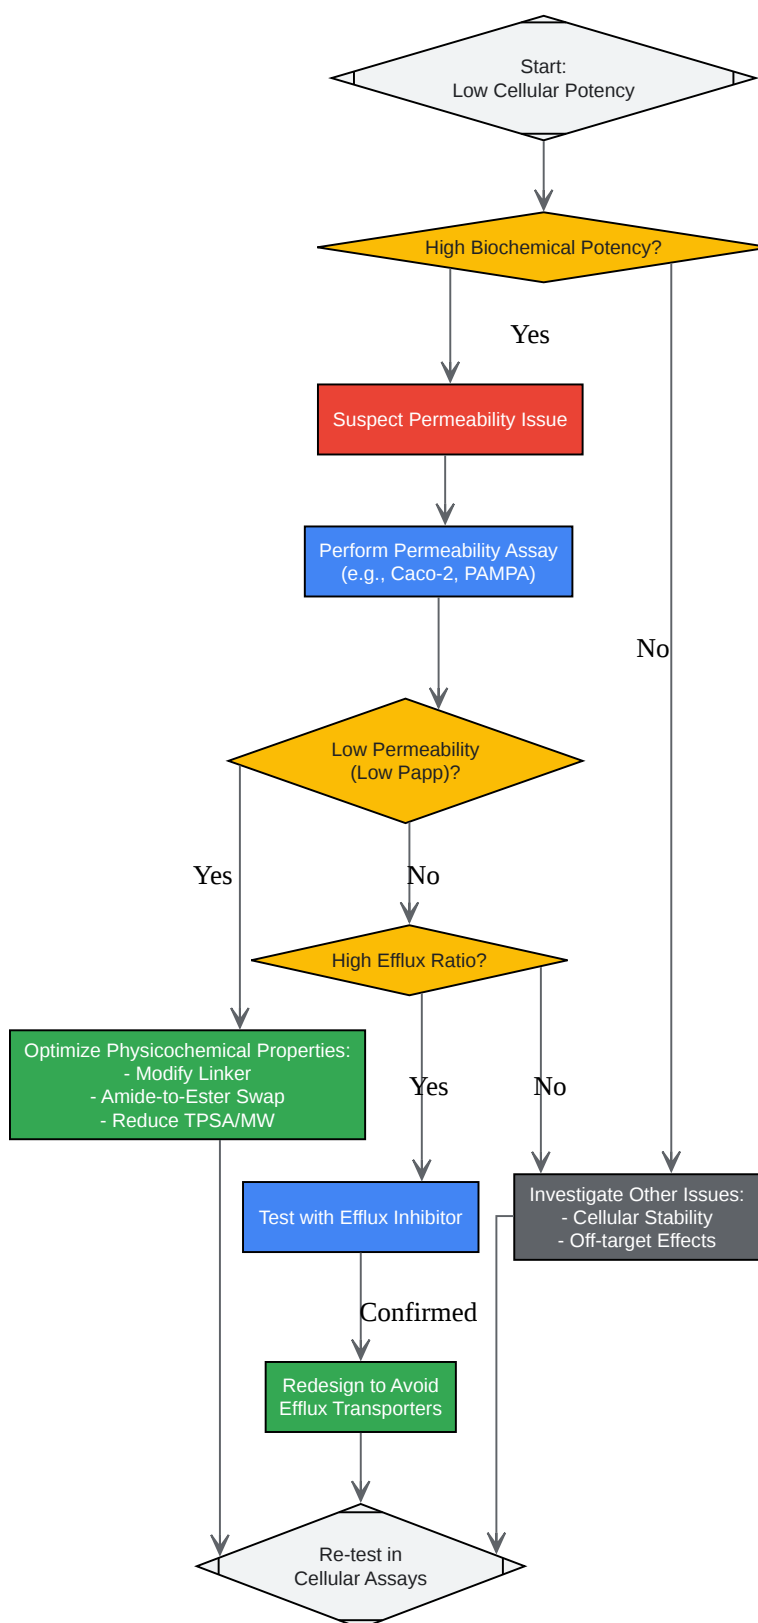 Start:
Low Cellular Potency
High Biochemical Potency?
Yes
Suspect Permeability Issue
Perform Permeability Assay
(e.g., Caco-2, PAMPA)
No
Low Permeability
(Low Papp)?
Yes
No
High Efflux Ratio?
Optimize Physicochemical Properties:
- Modify Linker
- Amide-to-Ester Swap
- Reduce TPSA/MW
Yes
No
Test with Efflux Inhibitor
Investigate Other Issues:
- Cellular Stability
- Off-target Effects
Confirmed
Redesign to Avoid
Efflux Transporters
Re-test in
Cellular Assays